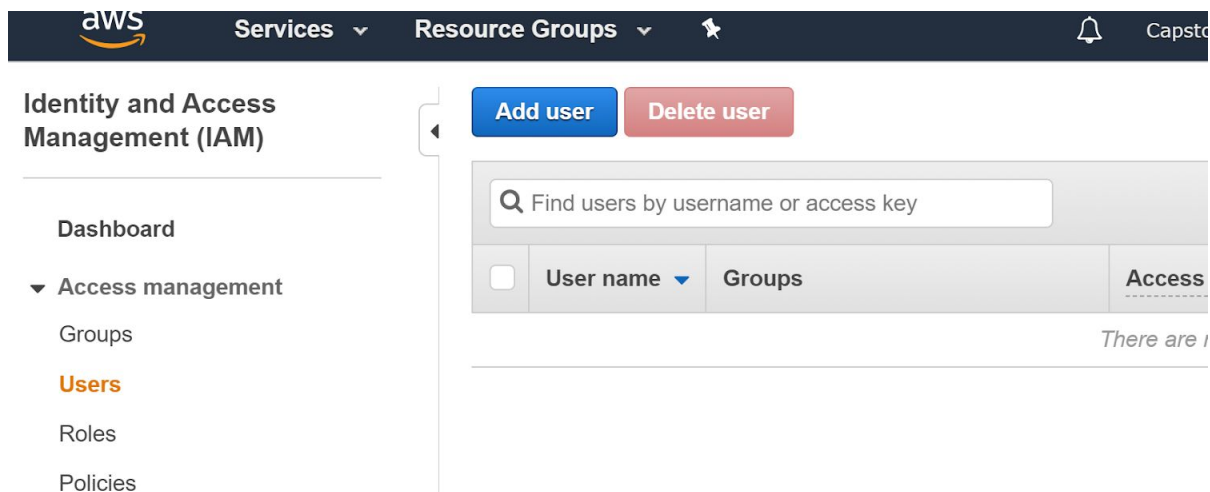 aws
Services
Resource Groups
Capsto
Identity and Access
Management (IAM)
Add user
Delete user
Find users by username or access key
Dashboard
User name
Groups
Access
Access management
Groups
There are
Users
Roles
Policies